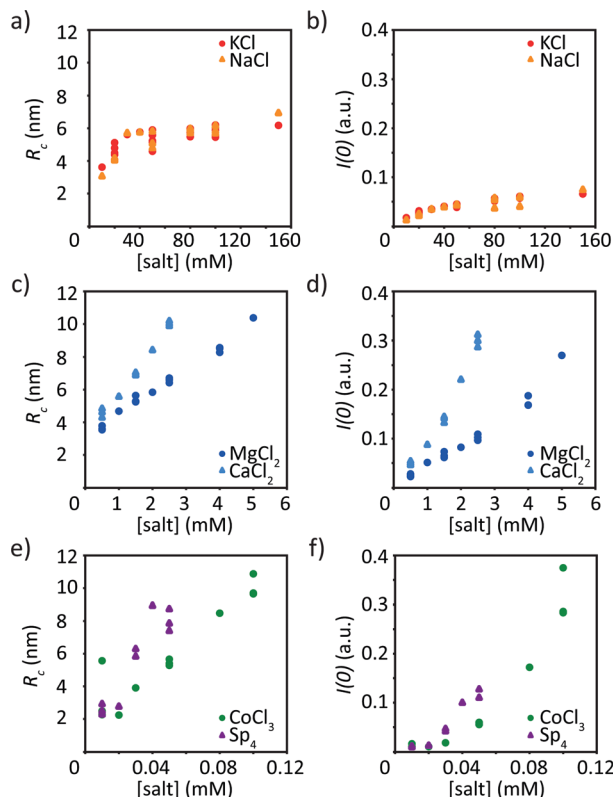 a)
12
10
8
6
4
2
0
R_c (nm)
KCl
NaCl
40
80
120
160
[salt] (mM)
b)
0.4
0.3
0.2
0.1
0
I(0) (a.u.)
KCl
NaCl
40
80
120
160
[salt] (mM)
c)
12
10
8
6
4
2
0
R_c (nm)
MgCl₂
CaCl₂
1
2
3
4
5
6
[salt] (mM)
d)
0.4
0.3
0.2
0.1
0
I(0) (a.u.)
MgCl₂
CaCl₂
1
2
3
4
5
6
[salt] (mM)
e)
12
10
8
6
4
2
0
R_c (nm)
CoCl₃
Sp₄
0.04
0.08
0.12
[salt] (mM)
f)
0.4
0.3
0.2
0.1
0
I(0) (a.u.)
CoCl₃
Sp₄
0.04
0.08
0.12
[salt] (mM)